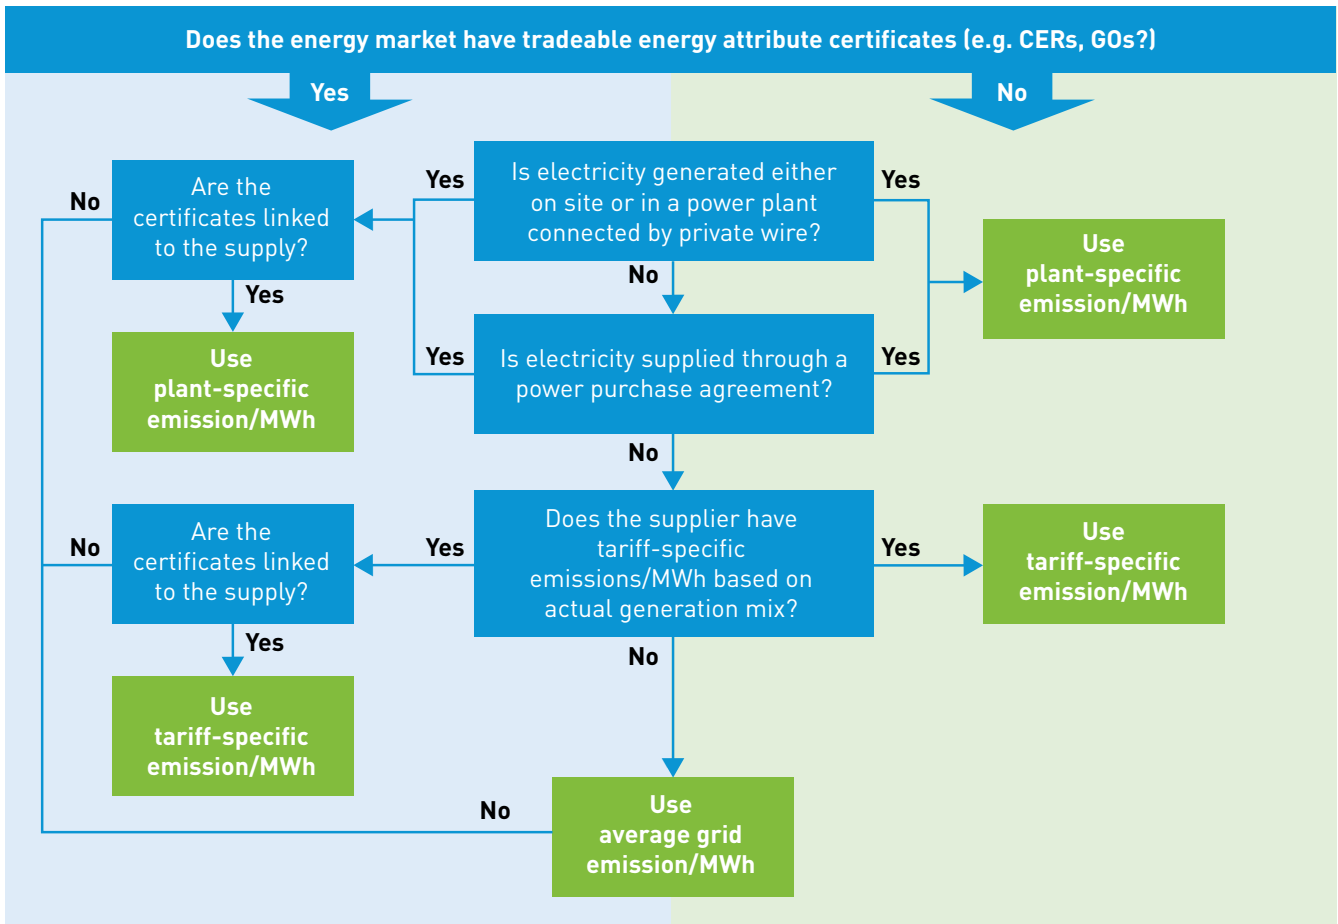 Does the energy market have tradeable energy attribute certificates (e.g. CERs, GOs?)
Yes
No
No
Are the
certificates linked
to the supply?
Yes
Is electricity generated either
on site or in a power plant
connected by private wire?
Yes
Use
plant-specific
emission/MWh
Yes
No
Use
plant-specific
emission/MWh
Yes
Is electricity supplied through a
power purchase agreement?
Yes
No
No
Are the
certificates linked
to the supply?
Yes
Does the supplier have
tariff-specific
emissions/MWh based on
actual generation mix?
Yes
Use
tariff-specific
emission/MWh
Yes
No
Use
tariff-specific
emission/MWh
No
Use
average grid
emission/MWh